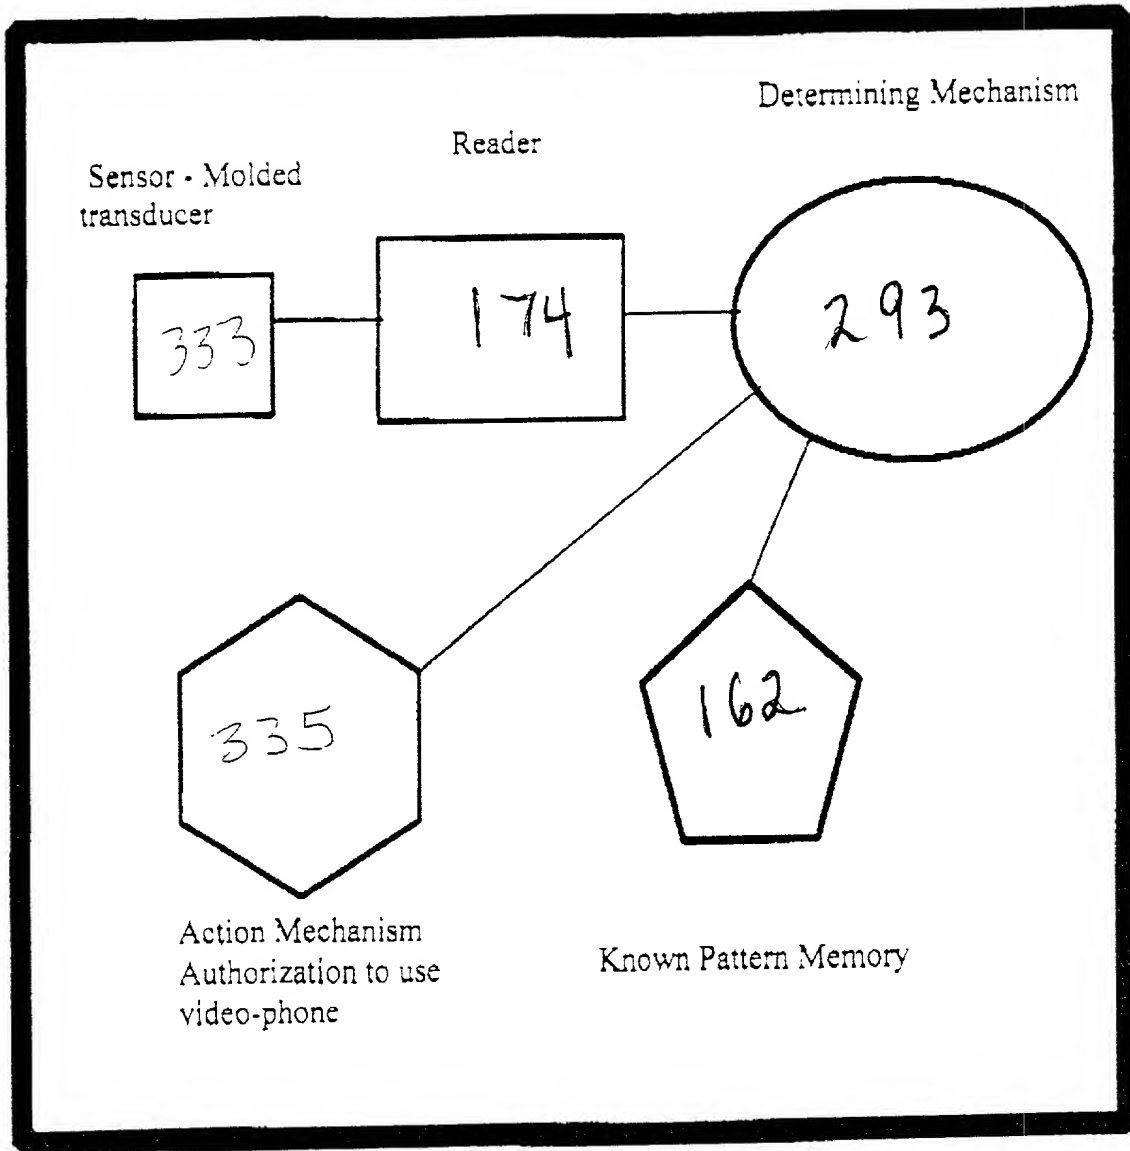 Determining Mechanism
Reader
Sensor - Molded
transducer
333
174
293
335
162
Action Mechanism
Authorization to use
video-phone
Known Pattern Memory